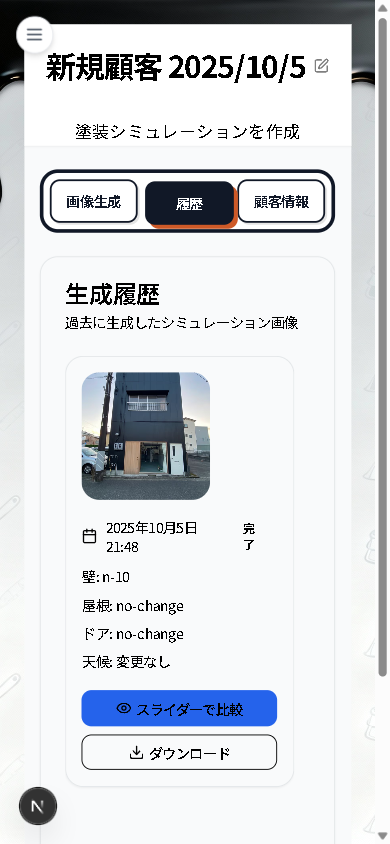 新規顧客 2025/10/5
塗装シミュレーションを作成
画像生成
履歴
顧客情報
生成履歴
過去に生成したシミュレーション画像
2025年10月5日
21:48
完
了
壁: n-10
屋根: no-change
ドア: no-change
天候: 変更なし
スライダーで比較
ダウンロード
N